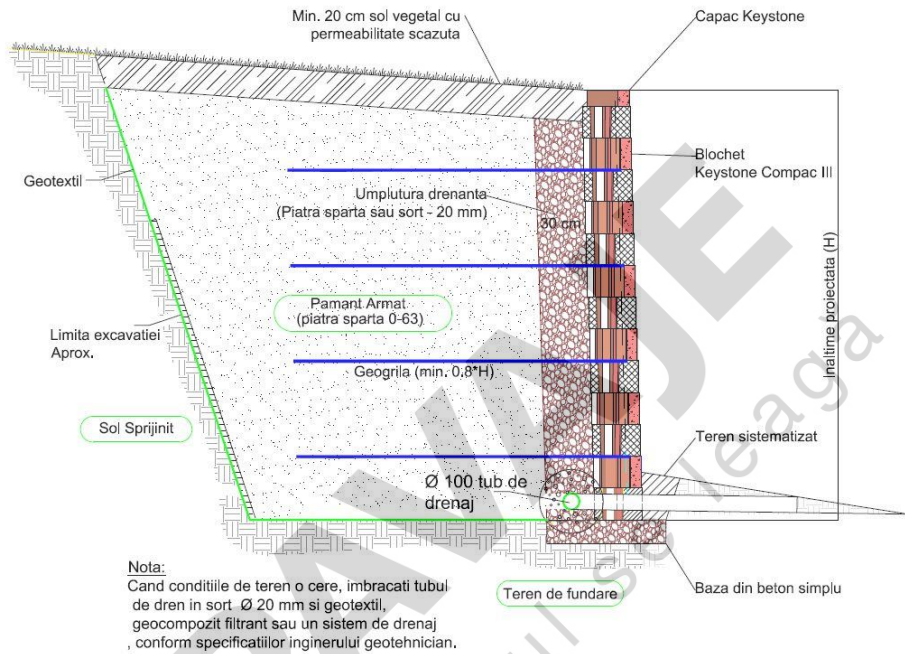 Min. 20 cm sol vegetal cu
permeabilitate scazuta
Capac Keystone
Geotextil
Blochet
Keystone Compac III
Umplutura drenanta
(Piatra sparta sau sort - 20 mm)
30 cm
Inaltime proiectata (H)
Pamant Armat
(piatra sparta 0-63)
Limita excavatiei
Aprox.
Geogrila (min. 0.8*H)
Sol Sprijinit
Teren sistematizat
Ø 100 tub de
drenaj
Baza din beton simplu
Teren de fundare
Nota:
Cand conditiile de teren o cere, imbracati tubul
de dren in sort Ø 20 mm si geotextil,
geocompozit filtrant sau un sistem de drenaj
, conform specificatiilor inginerului geotehnician.
PAVAJE
se leagă